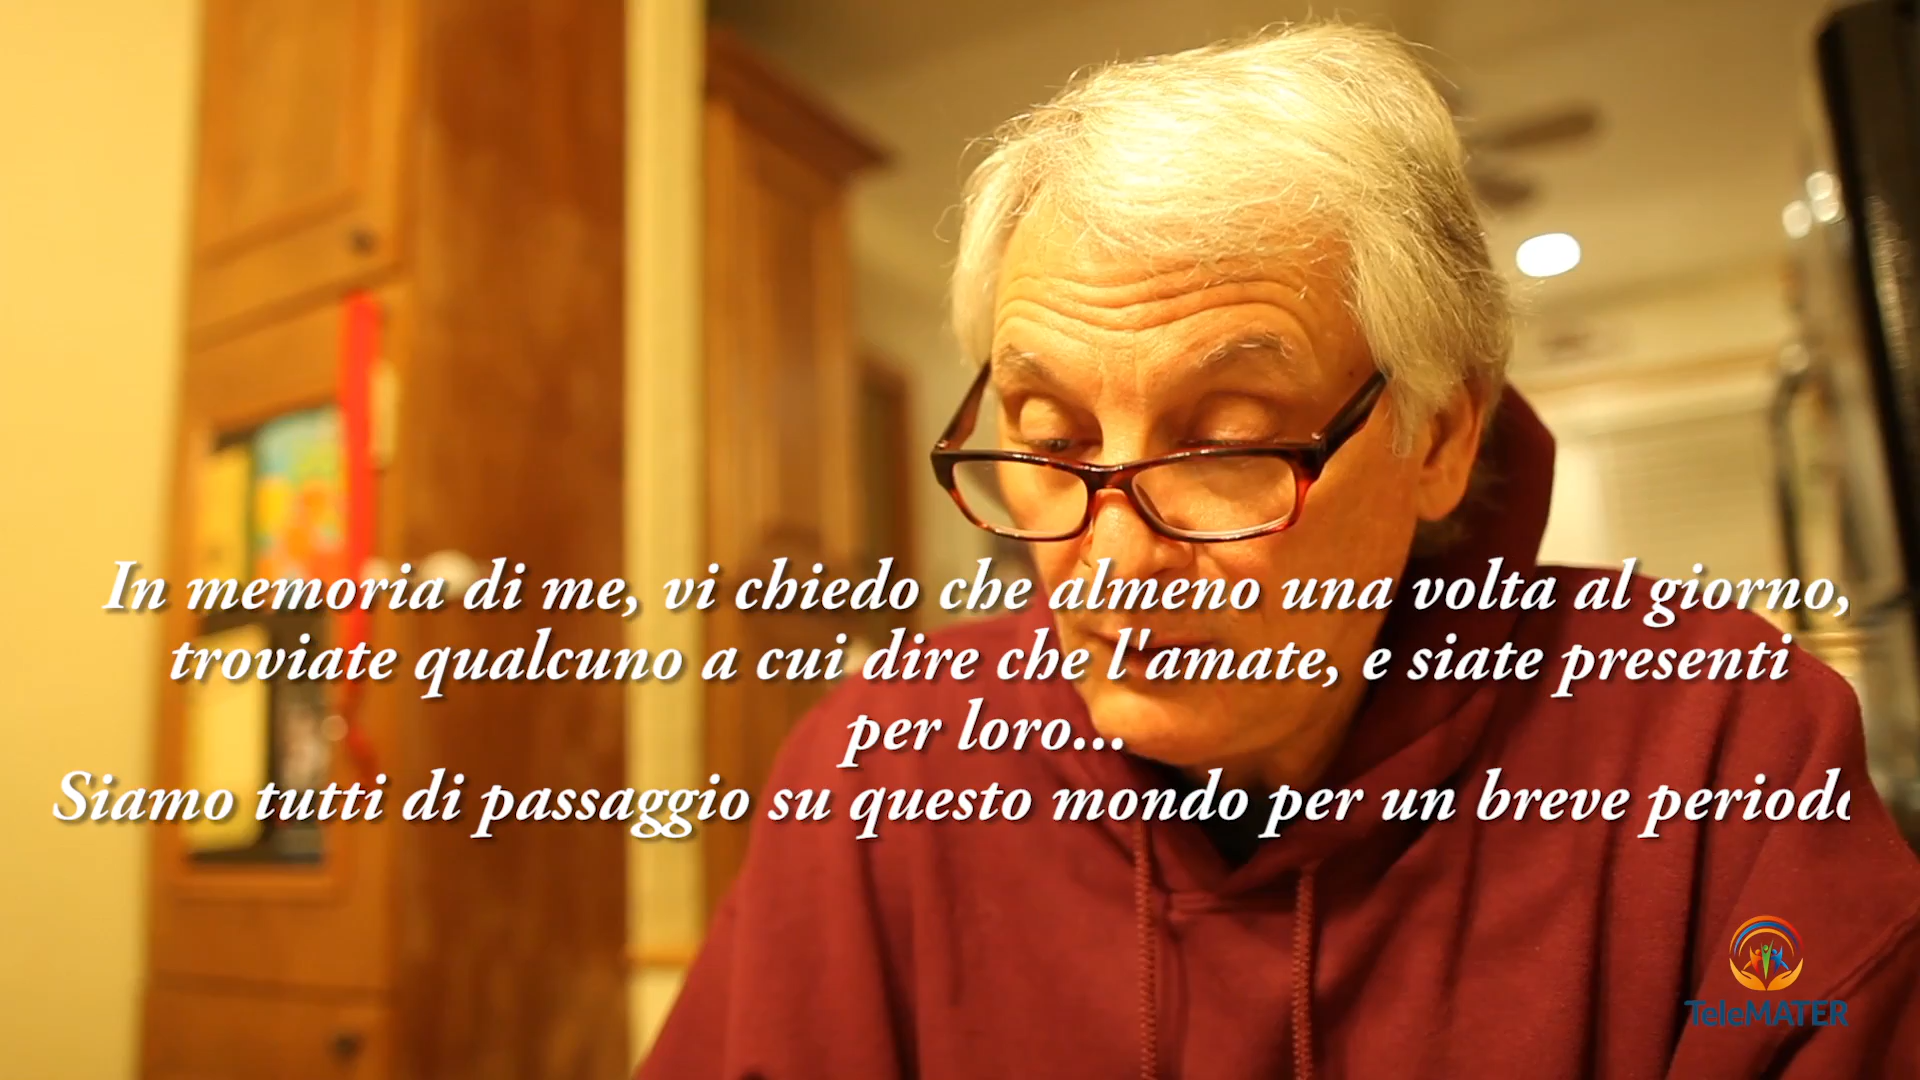 In memoria di me, vi chiedo che almeno una volta al giorno,
troviate qualcuno a cui dire che l'amate, e siate presenti
per loro...
Siamo tutti di passaggio su questo mondo per un breve periodo
TeleMATER